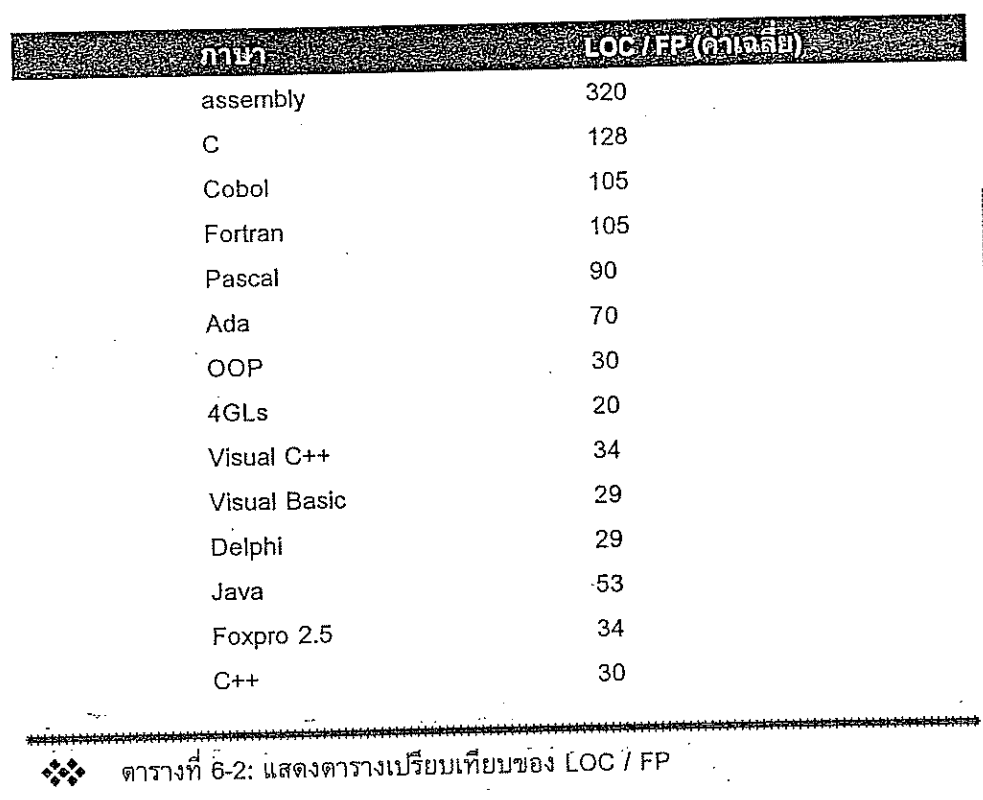 ภาษา LOC / FP (ค่าเฉลี่ย)
assembly 320
C 128
Cobol 105
Fortran 105
Pascal 90
Ada 70
OOP 30
4GLs 20
Visual C++ 34
Visual Basic 29
Delphi 29
Java 53
Foxpro 2.5 34
C++ 30
ตารางที่ 6-2: แสดงตารางเปรียบเทียบของ LOC / FP